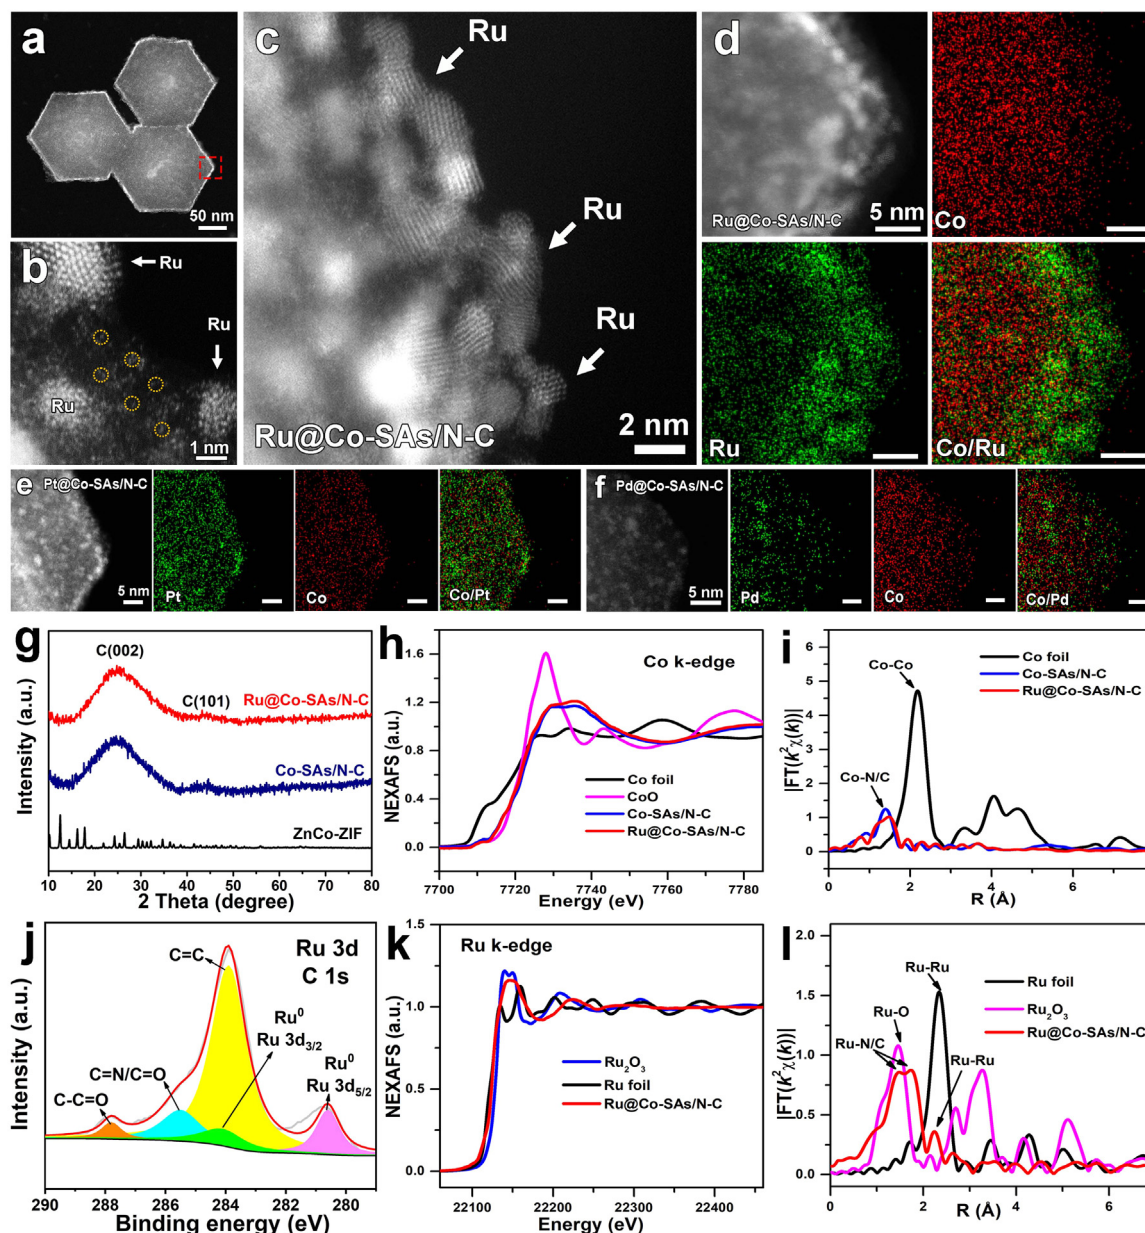 a
50 nm
b
Ru
Ru
Ru
1 nm
c
Ru
Ru
Ru
Ru@Co-SAs/N-C
2 nm
d
Ru@Co-SAs/N-C
5 nm
Co
Ru
Co/Ru
e
Pt@Co-SAs/N-C
5 nm
Pt
Co
Co/Pt
f
Pd@Co-SAs/N-C
5 nm
Pd
Co
Co/Pd
g
C(002)
C(101)
Ru@Co-SAs/N-C
Co-SAs/N-C
ZnCo-ZIF
Intensity (a.u.)
10 20 30 40 50 60 70 80
2 Theta (degree)
h
Co k-edge
Co foil
CoO
Co-SAs/N-C
Ru@Co-SAs/N-C
NEXAFS (a.u.)
1.6
1.2
0.8
0.4
0.0
7700 7720 7740 7760 7780
Energy (eV)
i
Co-Co
Co-N/C
Co foil
Co-SAs/N-C
Ru@Co-SAs/N-C
|FT(k²χ(k))|
6
5
4
3
2
1
0
0 2 4 6
R (Å)
j
Ru 3d
C 1s
C=C
Ru⁰
Ru 3d₃/₂
Ru⁰
Ru 3d₅/₂
C=N/C=O
C-C=O
Intensity (a.u.)
290 288 286 284 282 280
Binding energy (eV)
k
Ru k-edge
Ru₂O₃
Ru foil
Ru@Co-SAs/N-C
NEXAFS (a.u.)
1.5
1.2
0.9
0.6
0.3
0.0
22100 22200 22300 22400
Energy (eV)
l
Ru-Ru
Ru-O
Ru-N/C
Ru-Ru
Ru foil
Ru₂O₃
Ru@Co-SAs/N-C
|FT(k²χ(k))|
2.0
1.5
1.0
0.5
0.0
0 2 4 6
R (Å)